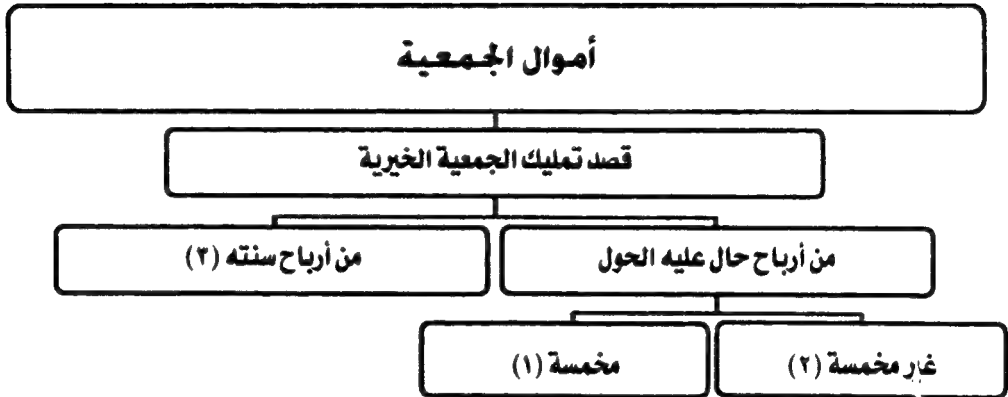 أموال الجمعية
قصد تمليك الجمعية الخيرية
من أرباح حال عليه الحول
من أرباح سنته (٣)
غير مخمسة (٢)
مخمسة (١)